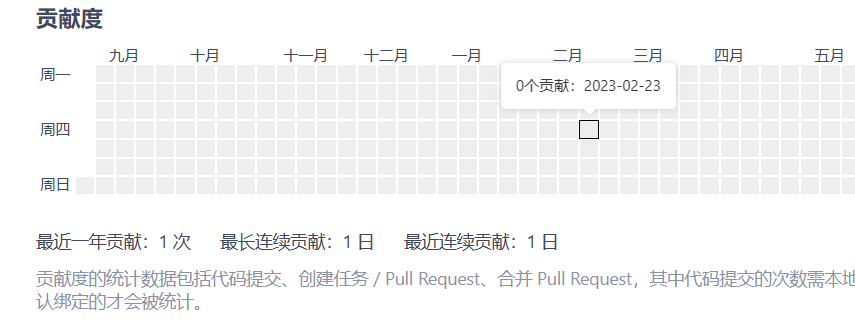 贡献度
九月 十月 十一月 十二月 一月 二月 三月 四月 五月
周一
0个贡献：2023-02-23
周四
周日
最近一年贡献：1 次 最长连续贡献：1 日 最近连续贡献：1 日
贡献度的统计数据包括代码提交、创建任务 / Pull Request、合并 Pull Request，其中代码提交的次数需本地
认绑定的才会被统计。